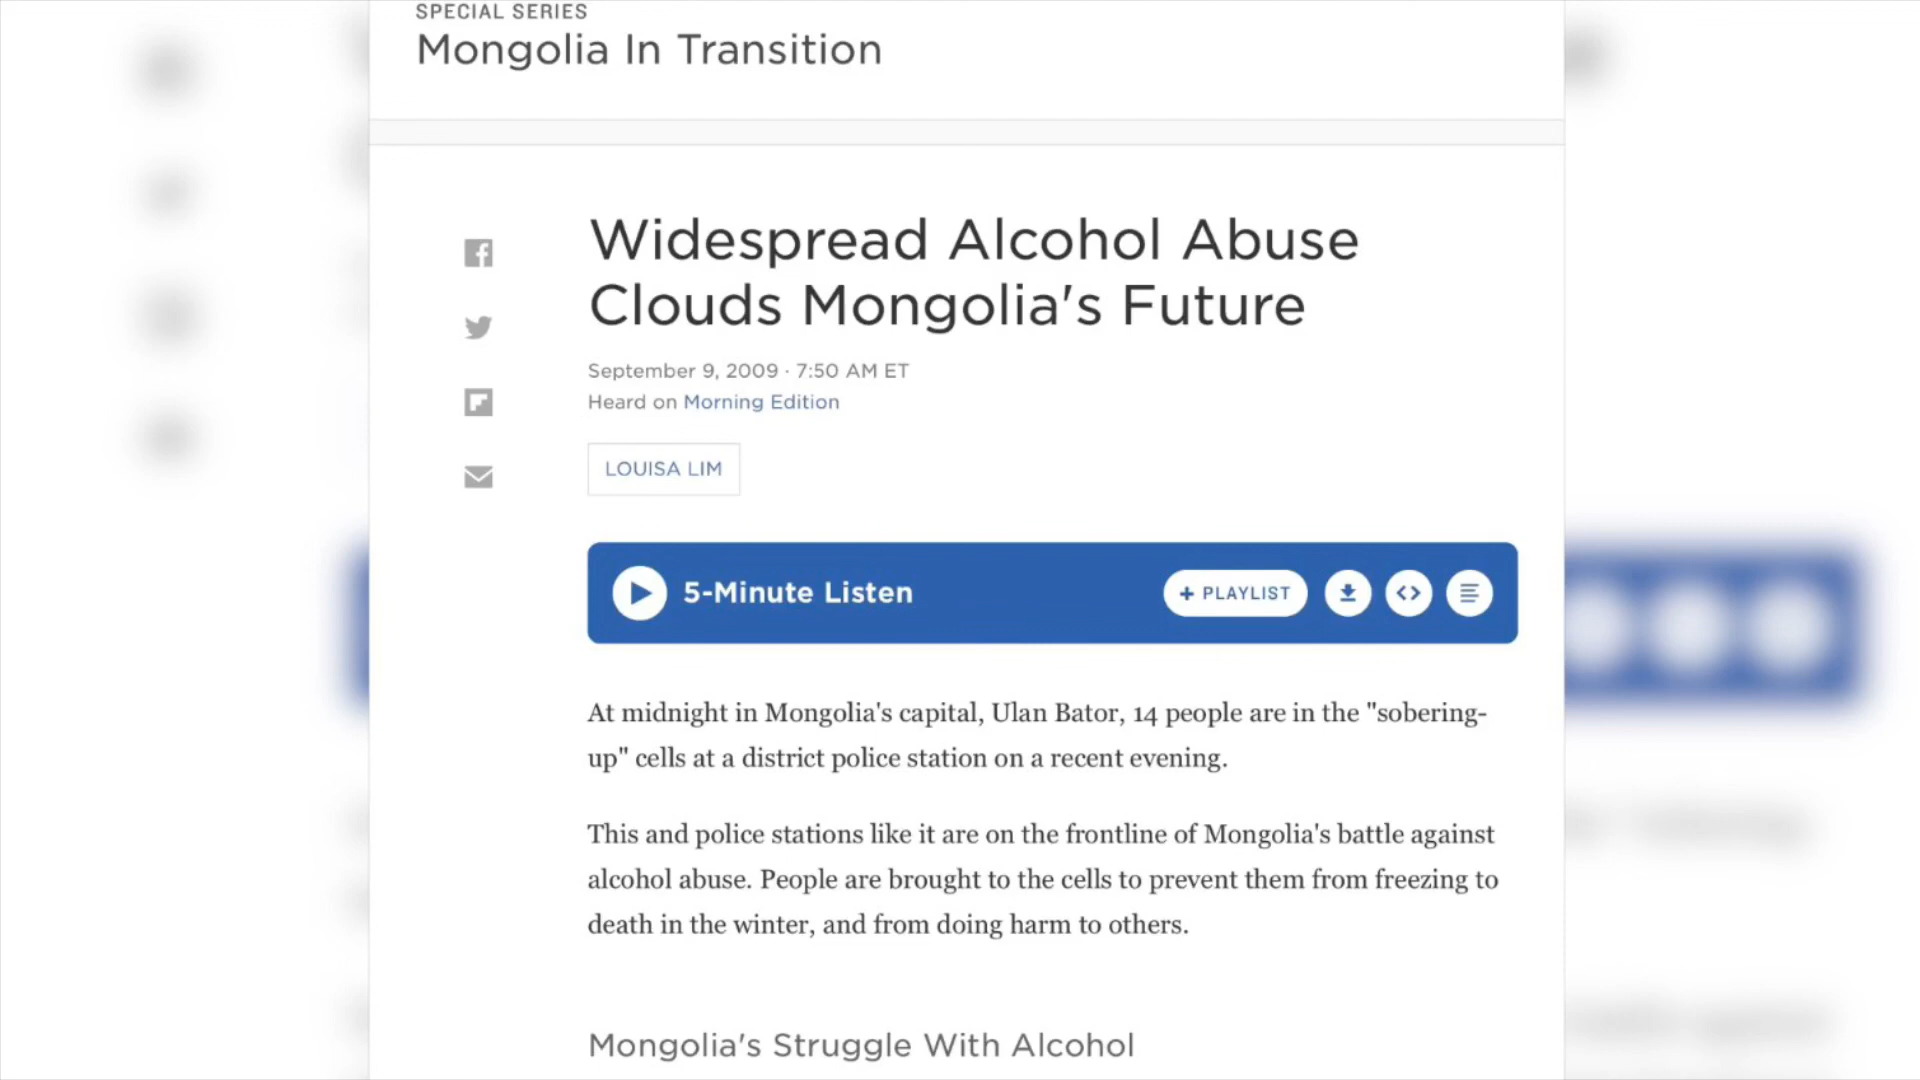 SPECIAL SERIES
Mongolia In Transition
Widespread Alcohol Abuse
Clouds Mongolia's Future
September 9, 2009 · 7:50 AM ET
Heard on Morning Edition
LOUISA LIM
5-Minute Listen
+ PLAYLIST
At midnight in Mongolia's capital, Ulan Bator, 14 people are in the "sobering-
up" cells at a district police station on a recent evening.
This and police stations like it are on the frontline of Mongolia's battle against
alcohol abuse. People are brought to the cells to prevent them from freezing to
death in the winter, and from doing harm to others.
Mongolia's Struggle With Alcohol